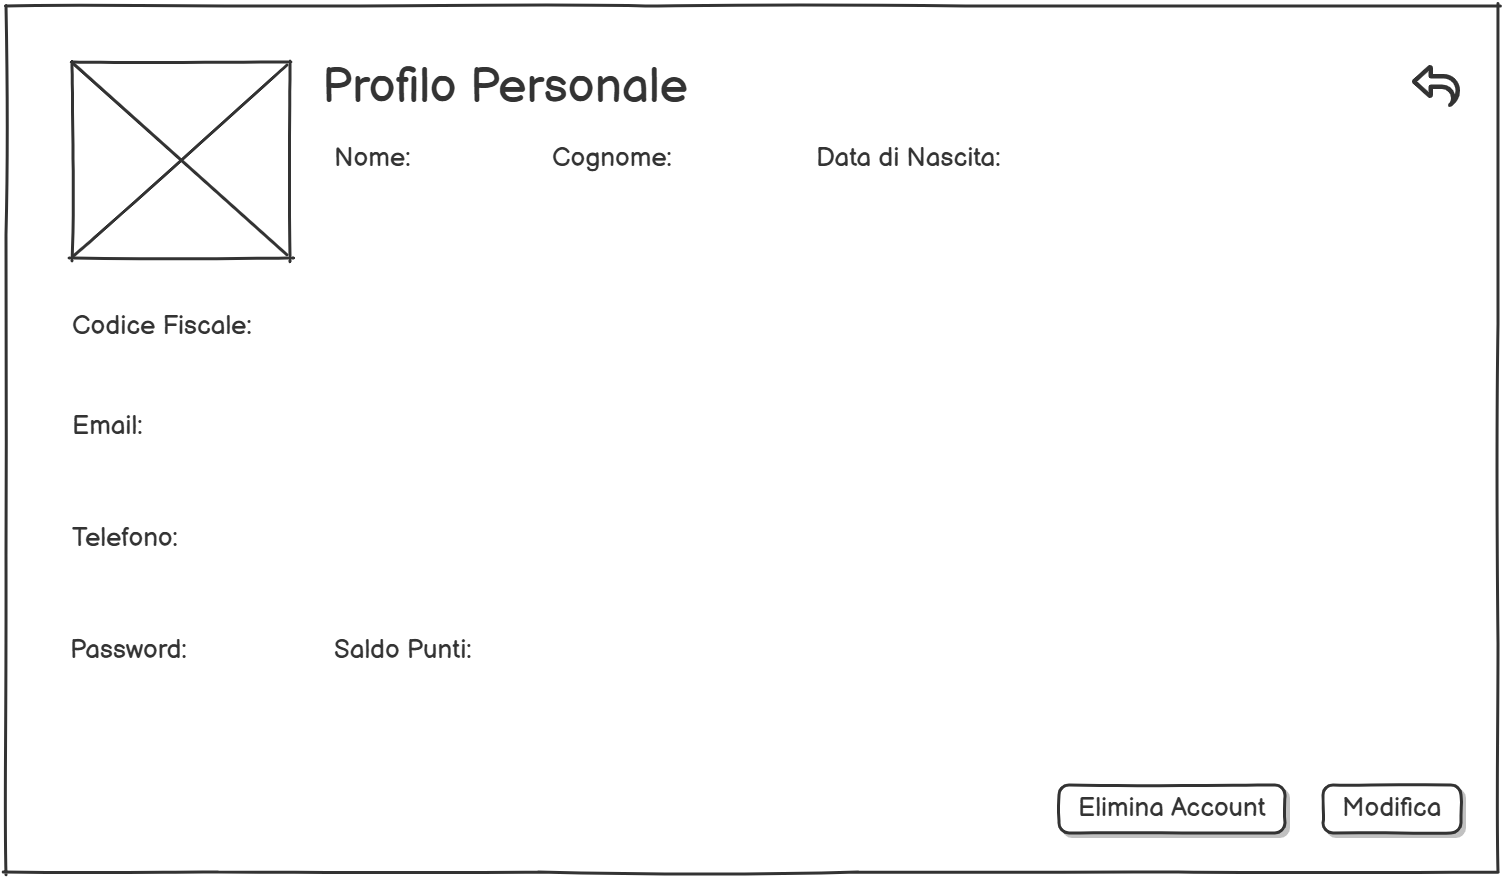 Profilo Personale
Nome: Cognome: Data di Nascita:
Codice Fiscale:
Email:
Telefono:
Password: Saldo Punti:
Elimina Account Modifica